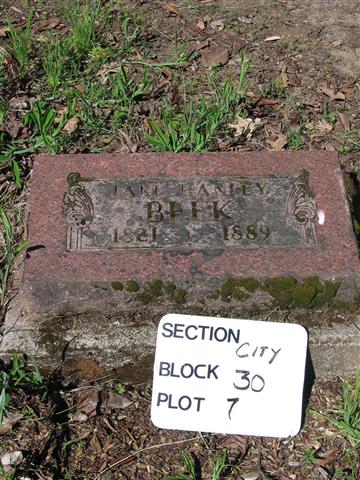 JANE HANLEY
BEEK
1821 1889
SECTION CITY
BLOCK 30
PLOT 7